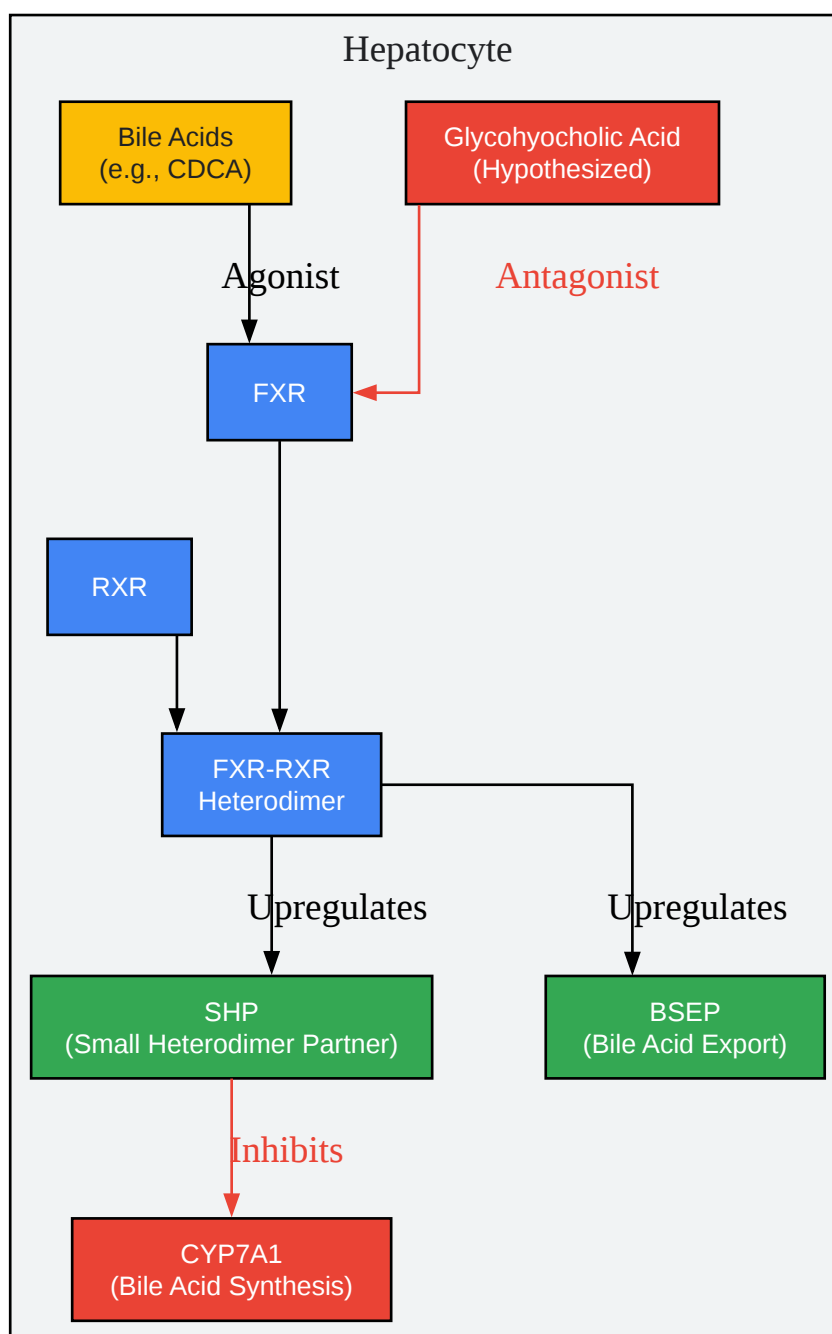 Hepatocyte
Bile Acids
(e.g., CDCA)
Glycohyocholic Acid
(Hypothesized)
Agonist
Antagonist
FXR
RXR
FXR-RXR
Heterodimer
Upregulates
Upregulates
SHP
(Small Heterodimer Partner)
BSEP
(Bile Acid Export)
Inhibits
CYP7A1
(Bile Acid Synthesis)